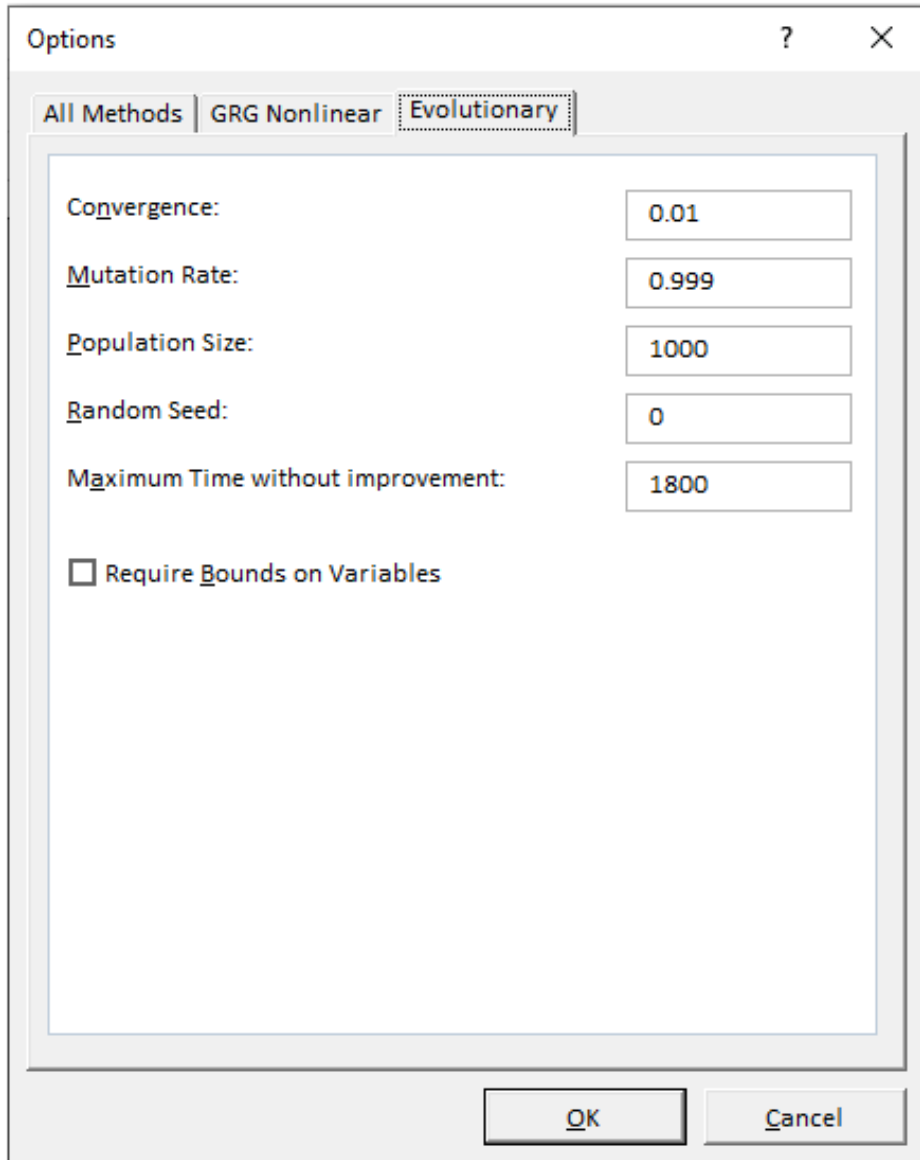 Options ? ×
All Methods GRG Nonlinear Evolutionary
Convergence: 0.01
Mutation Rate: 0.999
Population Size: 1000
Random Seed: 0
Maximum Time without improvement: 1800
Require Bounds on Variables
OK Cancel